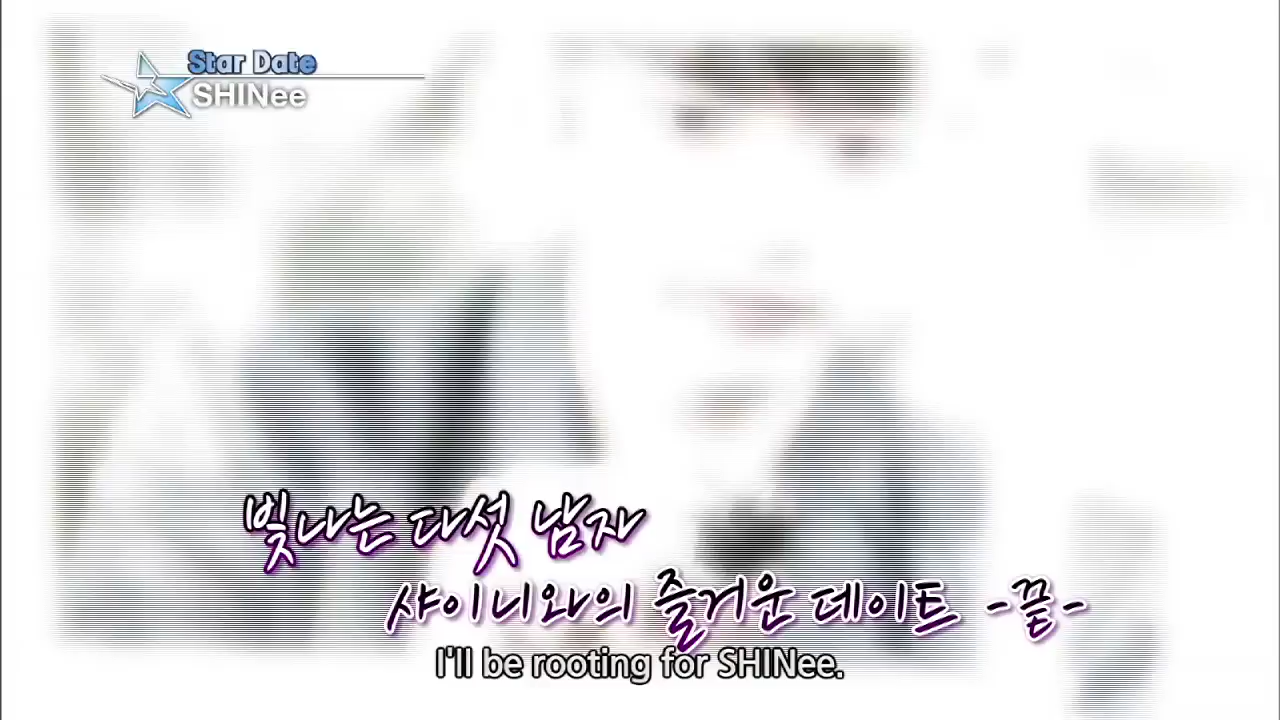 Star Date
SHINee
빛나는 다섯 남자
샤이니와의 즐거운 데이트 -끝-
I'll be rooting for SHINee.